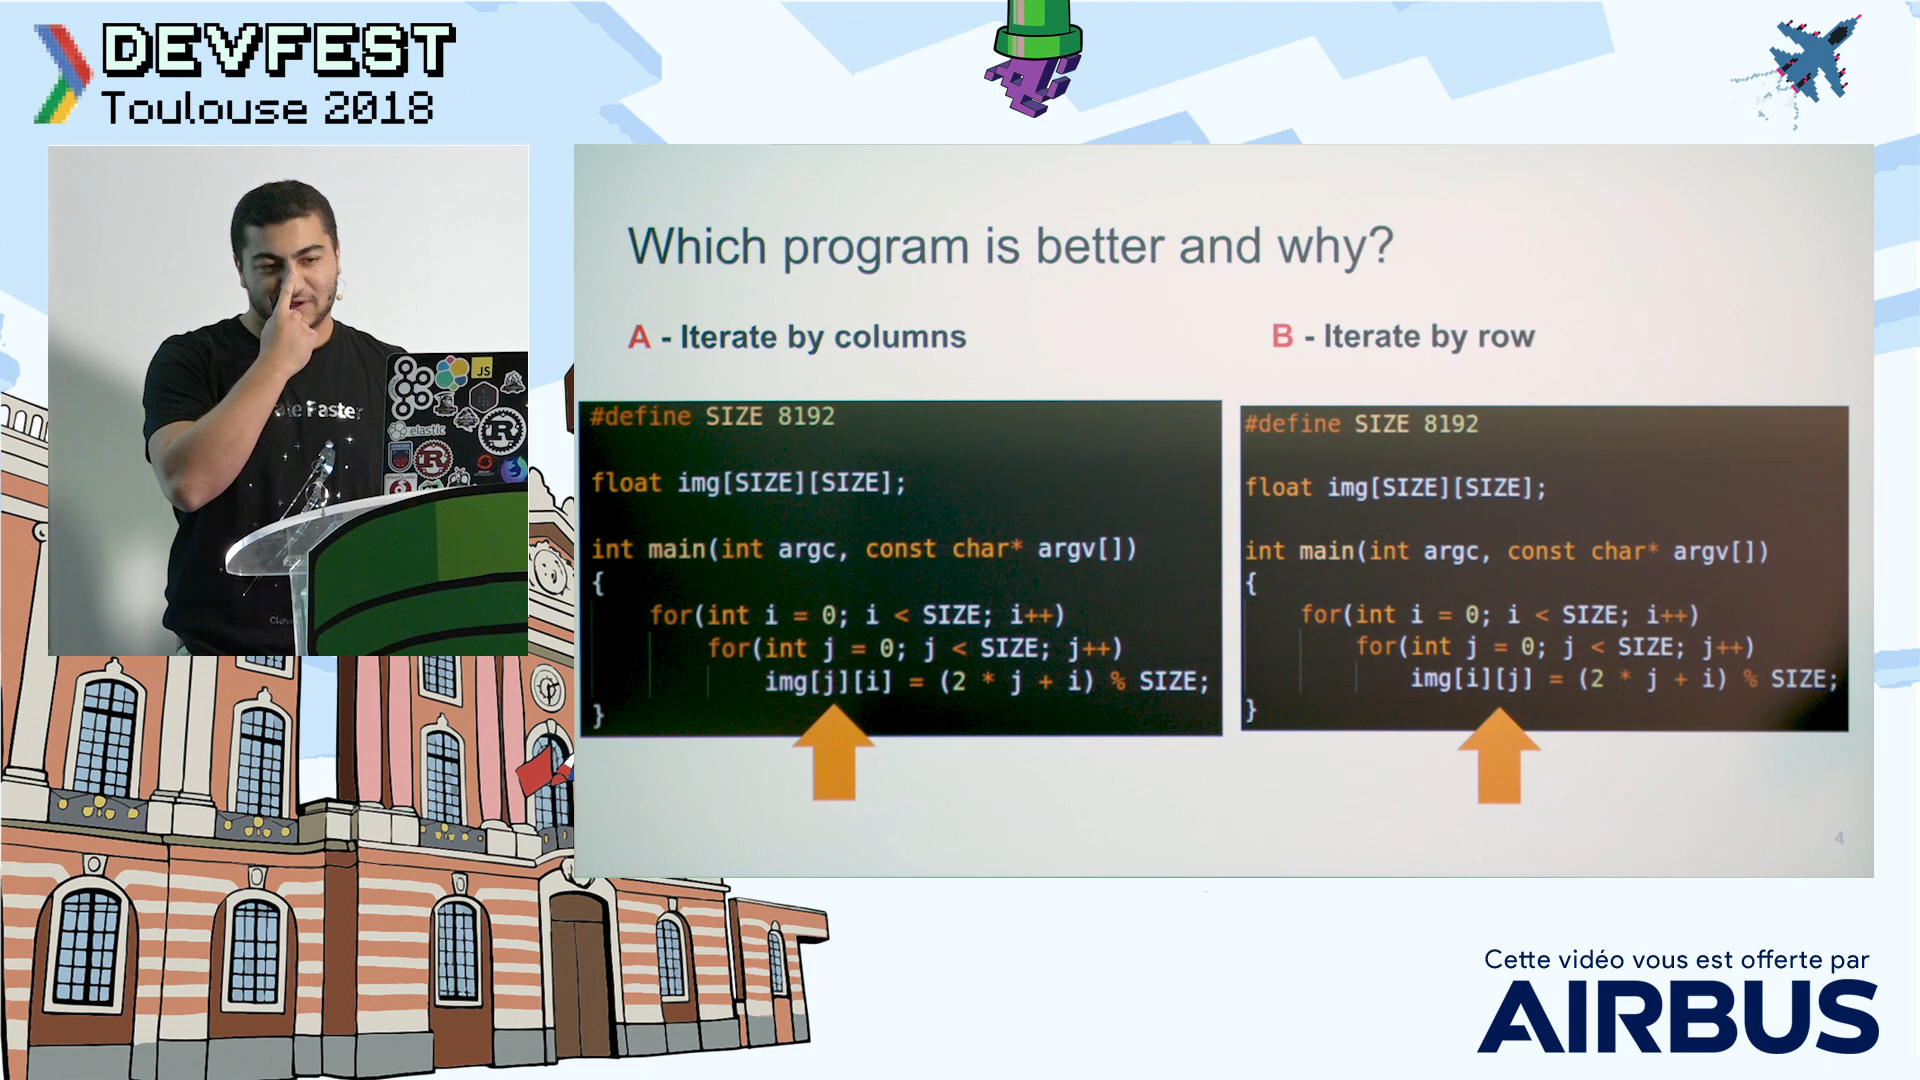 DEVFEST
Toulouse 2018
JS
elastic
R
R
ale Faster
Clev
Which program is better and why?
A - Iterate by columns
#define SIZE 8192
float img[SIZE][SIZE];
int main(int argc, const char* argv[])
{
for(int i = 0; i < SIZE; i++)
for(int j = 0; j < SIZE; j++)
img[j][i] = (2 * j + i) % SIZE;
}
B - Iterate by row
#define SIZE 8192
float img[SIZE][SIZE];
int main(int argc, const char* argv[])
{
for(int i = 0; i < SIZE; i++)
for(int j = 0; j < SIZE; j++)
img[i][j] = (2 * j + i) % SIZE;
}
4
Cette vidéo vous est offerte par
AIRBUS